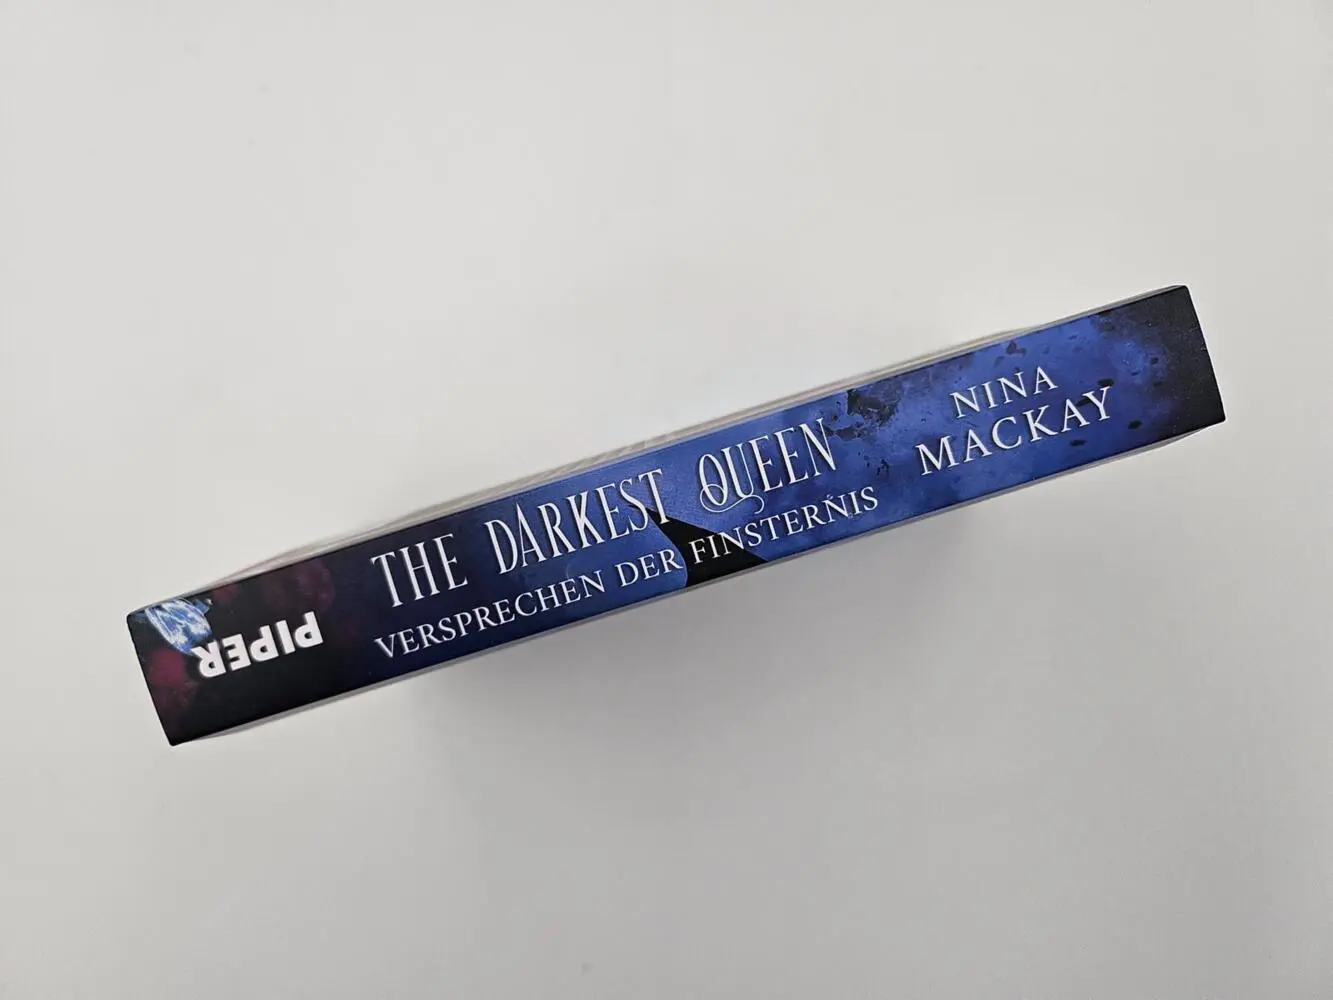 THE DARKEST QUEEN
VERSPRECHEN DER FINSTERNIS
NINA
MACKAY
PIPER